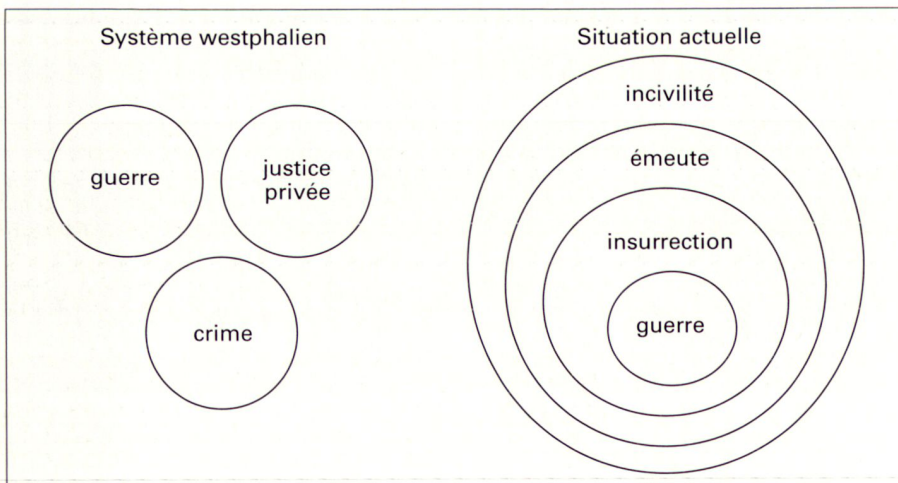 Système westphalien
guerre
justice
privée
crime
Situation actuelle
incivilité
émeute
insurrection
guerre